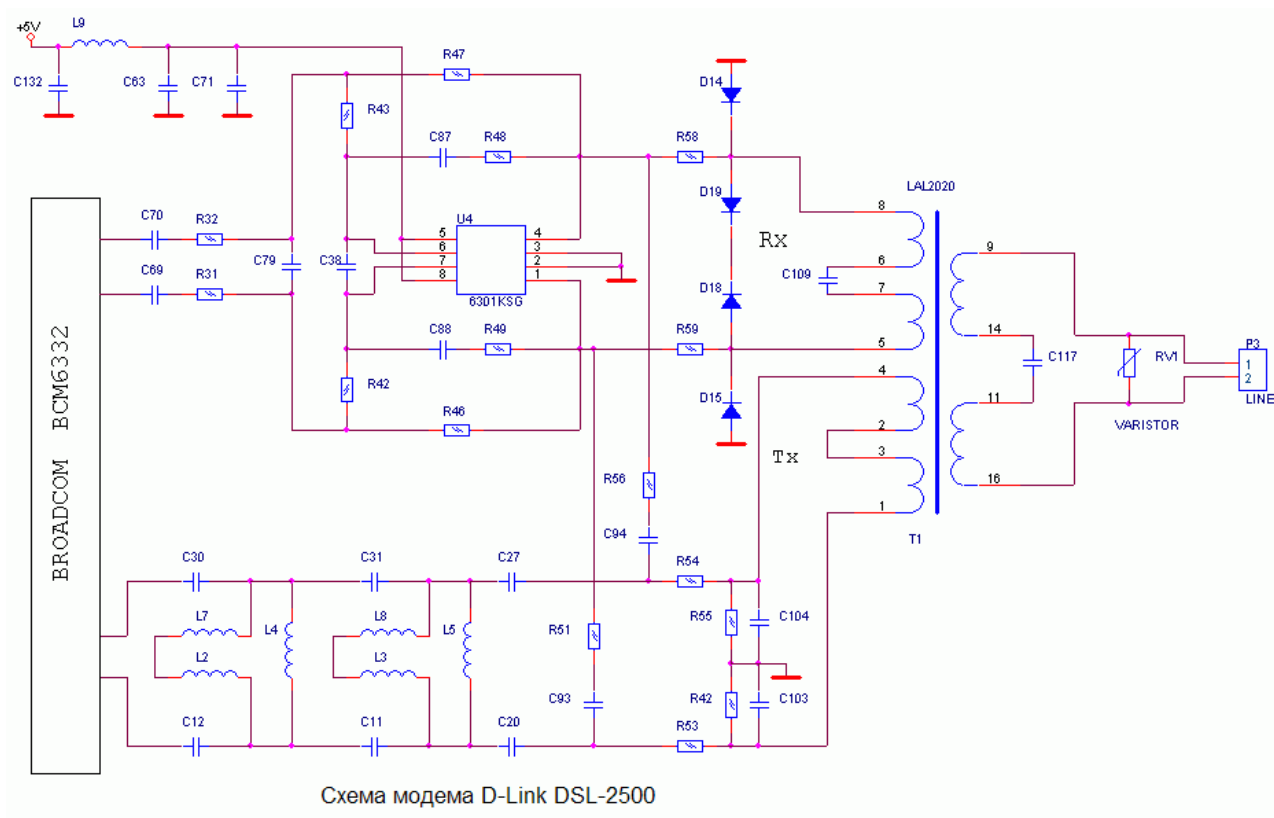 +5V
L9
C132
C63
C71
R47
D14
R43
C87
R48
R58
D19
LAL2020
C70
R32
U4
8
5
4
Rx
9
6
3
C79
C38
6
C109
7
2
C69
R31
8
1
7
6301KSG
D18
14
P3
C88
R49
R59
5
C117
RV1
1
2
4
LINE
R42
D15
11
R46
2
VARISTOR
Tx
3
R56
16
1
C94
T1
BROADCOM BCM6332
C30
C31
C27
R54
L7
L4
L8
L5
R51
R55
C104
L2
L3
C93
R42
C103
C12
C11
C20
R53
Схема модема D-Link DSL-2500